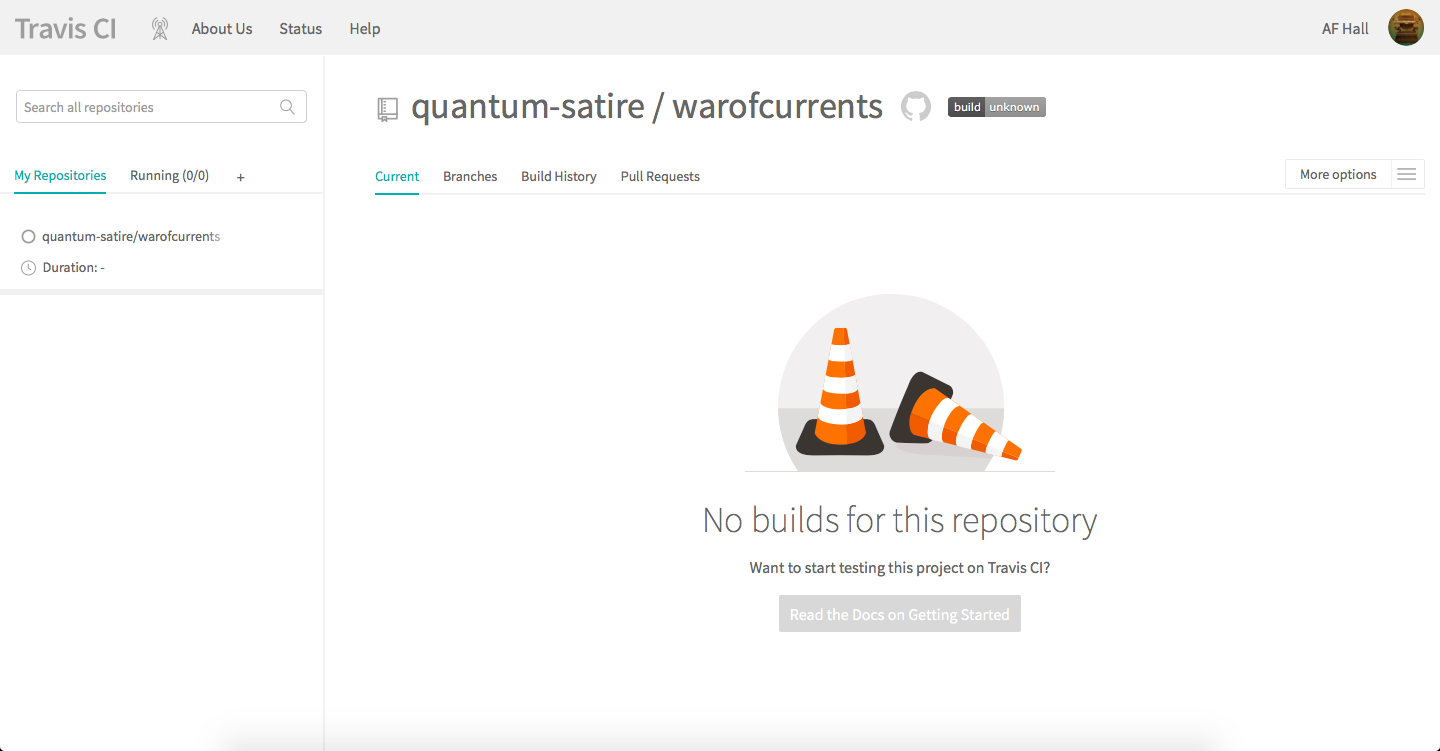 Travis CI About Us Status Help AF Hall
Search all repositories
My Repositories Running (0/0) +
quantum-satire/warofcurrents
Duration: -
quantum-satire / warofcurrents build unknown
Current Branches Build History Pull Requests More options
No builds for this repository
Want to start testing this project on Travis CI?
Read the Docs on Getting Started